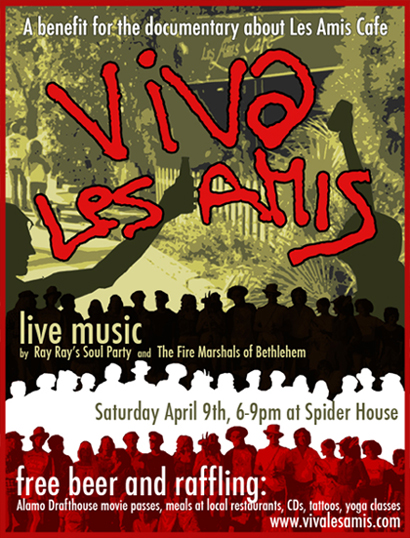 A benefit for the documentary about Les Amis Cafe
Viva
Les Amis
live music
by Ray Ray's Soul Party and The Fire Marshals of Bethlehem
Saturday April 9th, 6-9pm at Spider House
free beer and raffling:
Alamo Drafthouse movie passes, meals at local restaurants, CDs, tattoos, yoga classes
www.vivalesamis.com